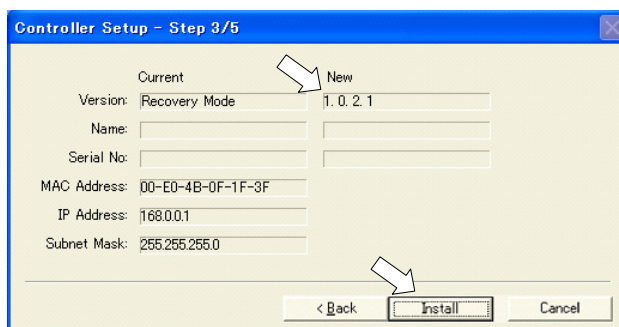 Controller Setup - Step 3/5
Current New
Version: Recovery Mode 1. 0. 2. 1
Name:
Serial No:
MAC Address: 00-E0-4B-0F-1F-3F
IP Address: 168.0.0.1
Subnet Mask: 255.255.255.0
< Back Install Cancel